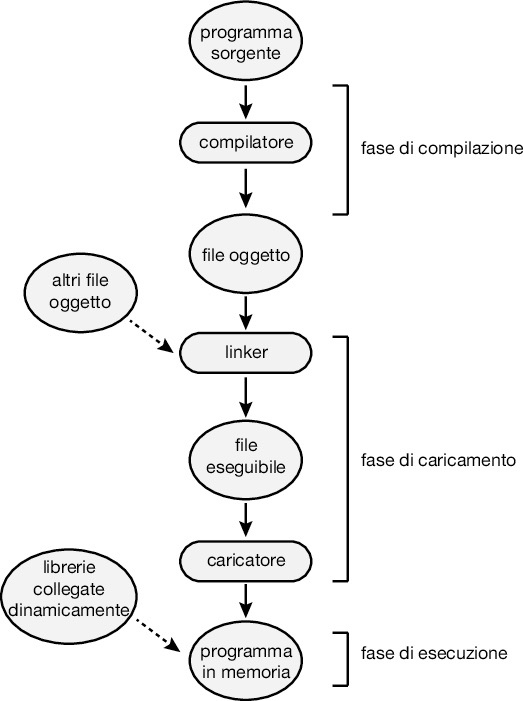 programma
sorgente
compilatore
fase di compilazione
file oggetto
altri file
oggetto
linker
file
eseguibile
fase di caricamento
caricatore
librerie
collegate
dinamicamente
programma
in memoria
fase di esecuzione